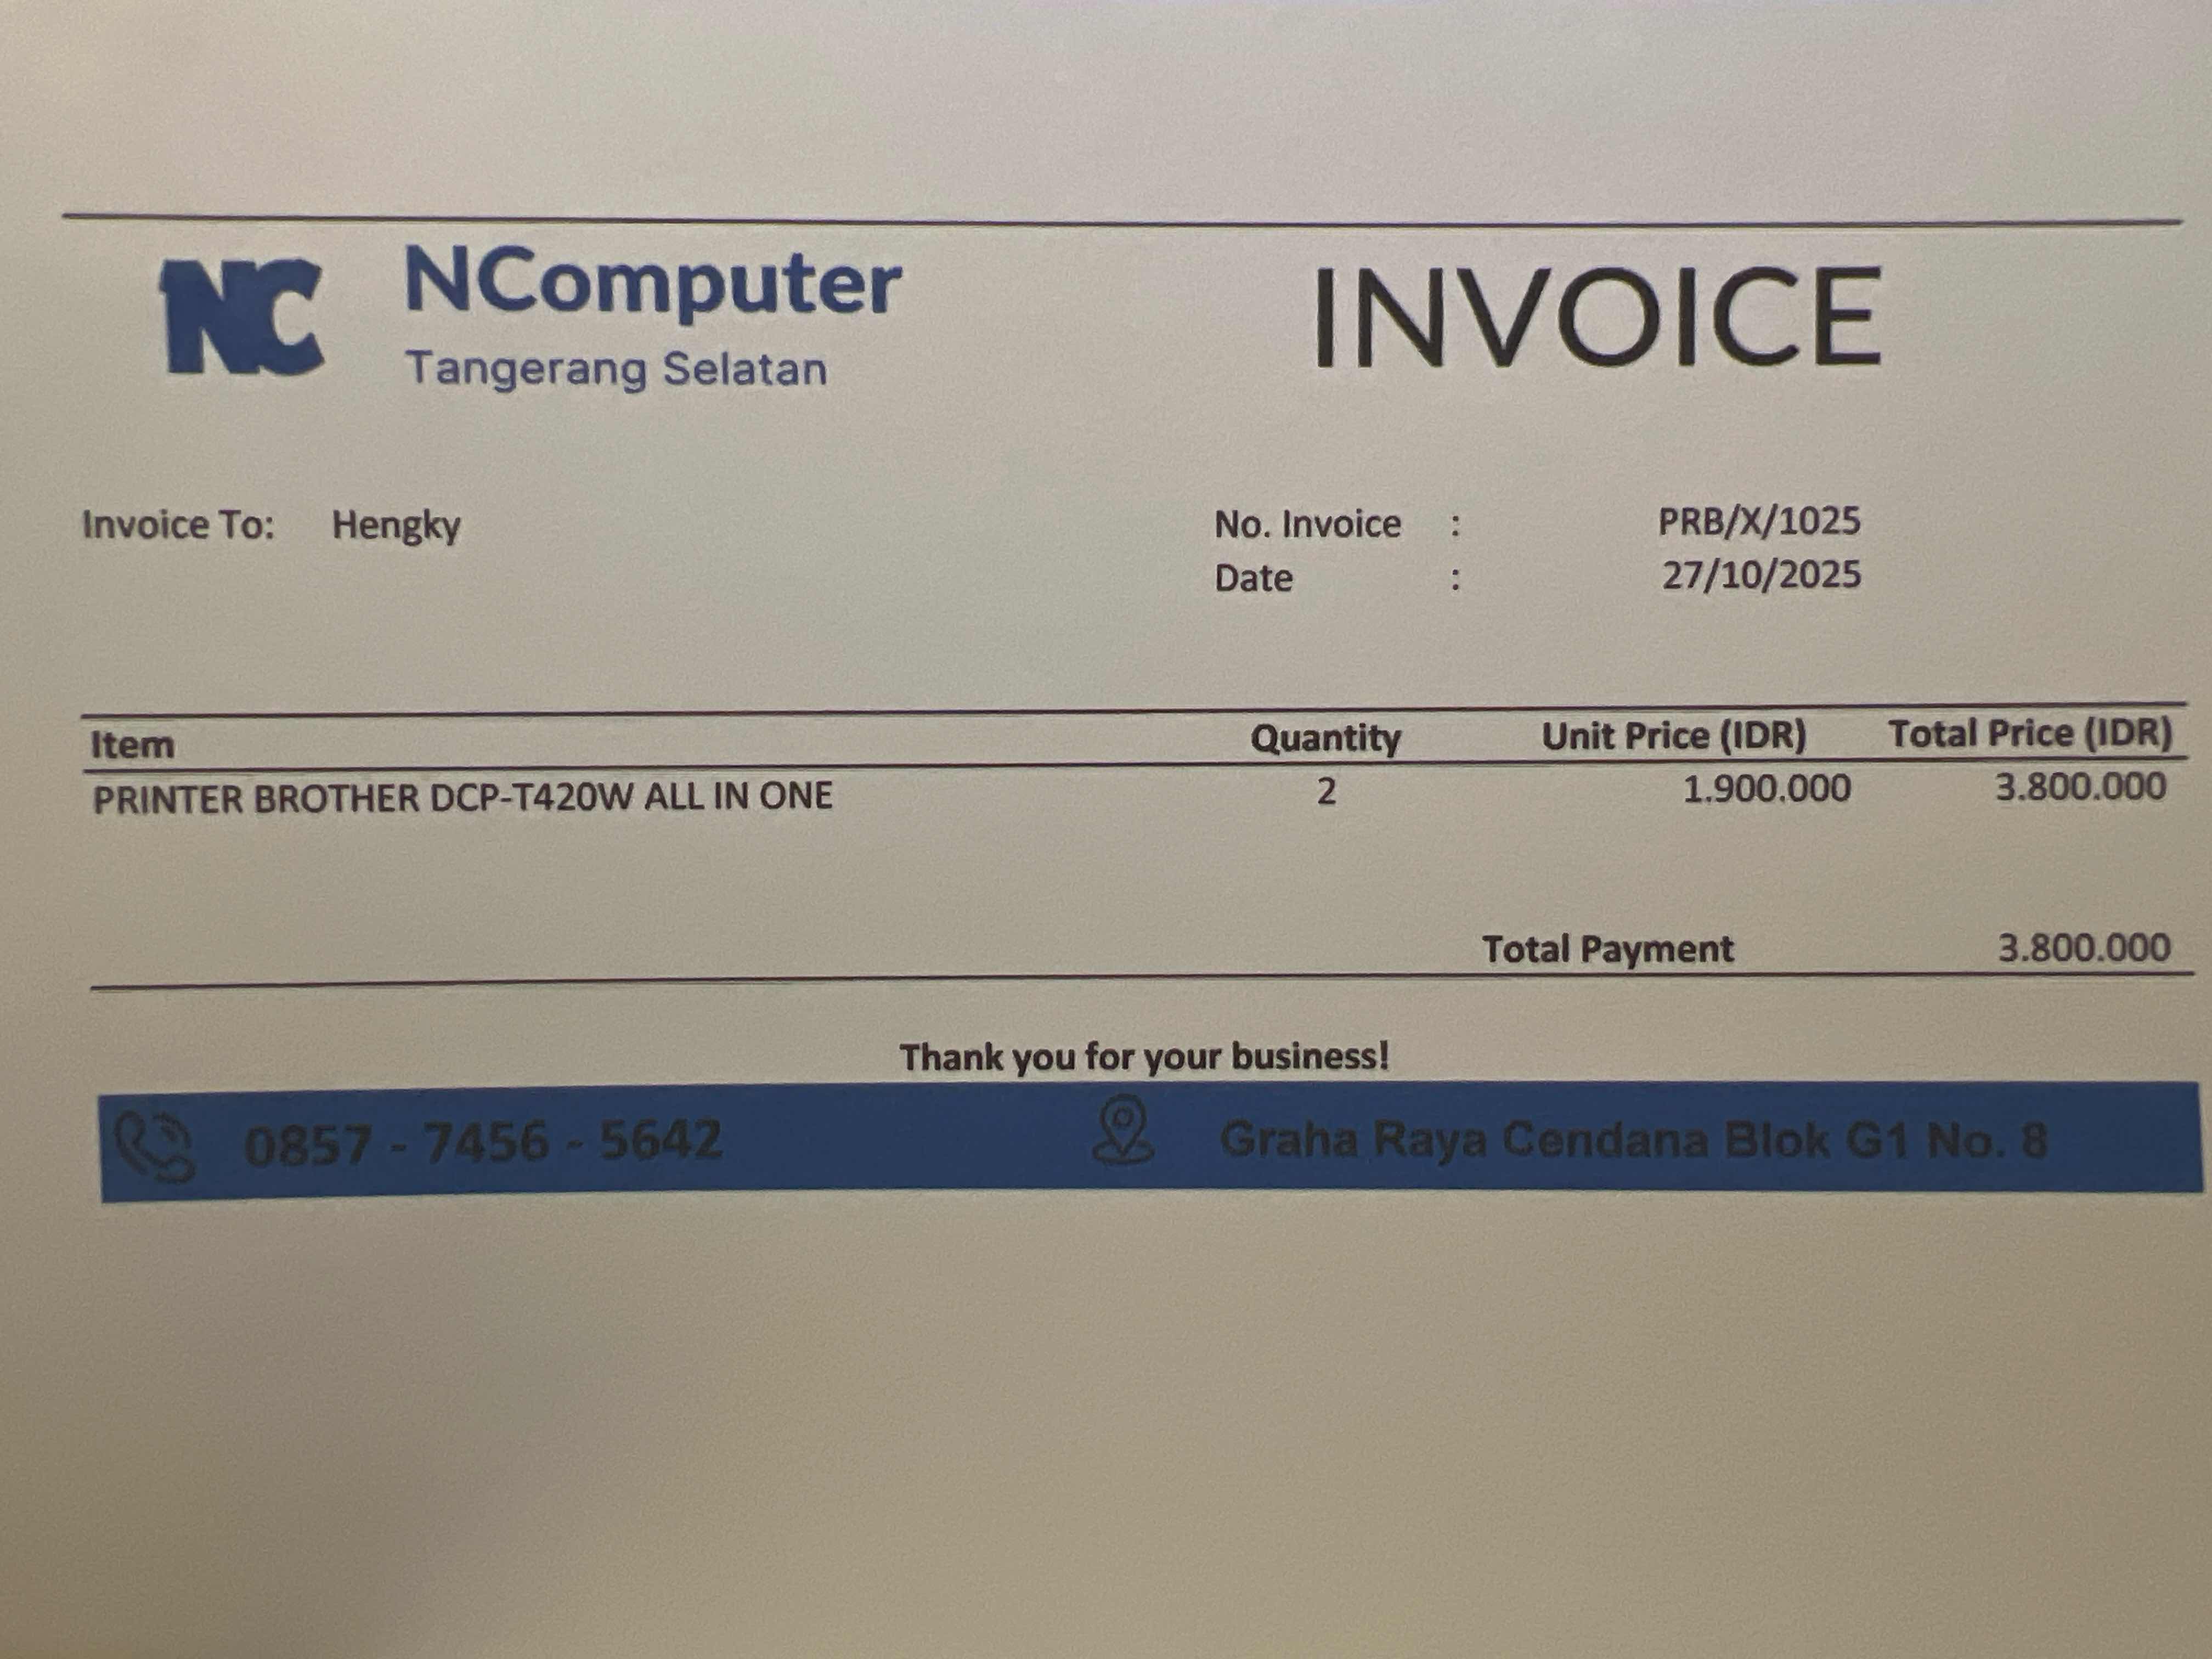 NC NComputer
Tangerang Selatan
INVOICE
Invoice To: Hengky
No. Invoice : PRB/X/1025
Date : 27/10/2025
Item Quantity Unit Price (IDR) Total Price (IDR)
PRINTER BROTHER DCP-T420W ALL IN ONE 2 1.900.000 3.800.000
Total Payment 3.800.000
Thank you for your business!
0857 - 7456 - 5642 Graha Raya Cendana Blok G1 No. 8